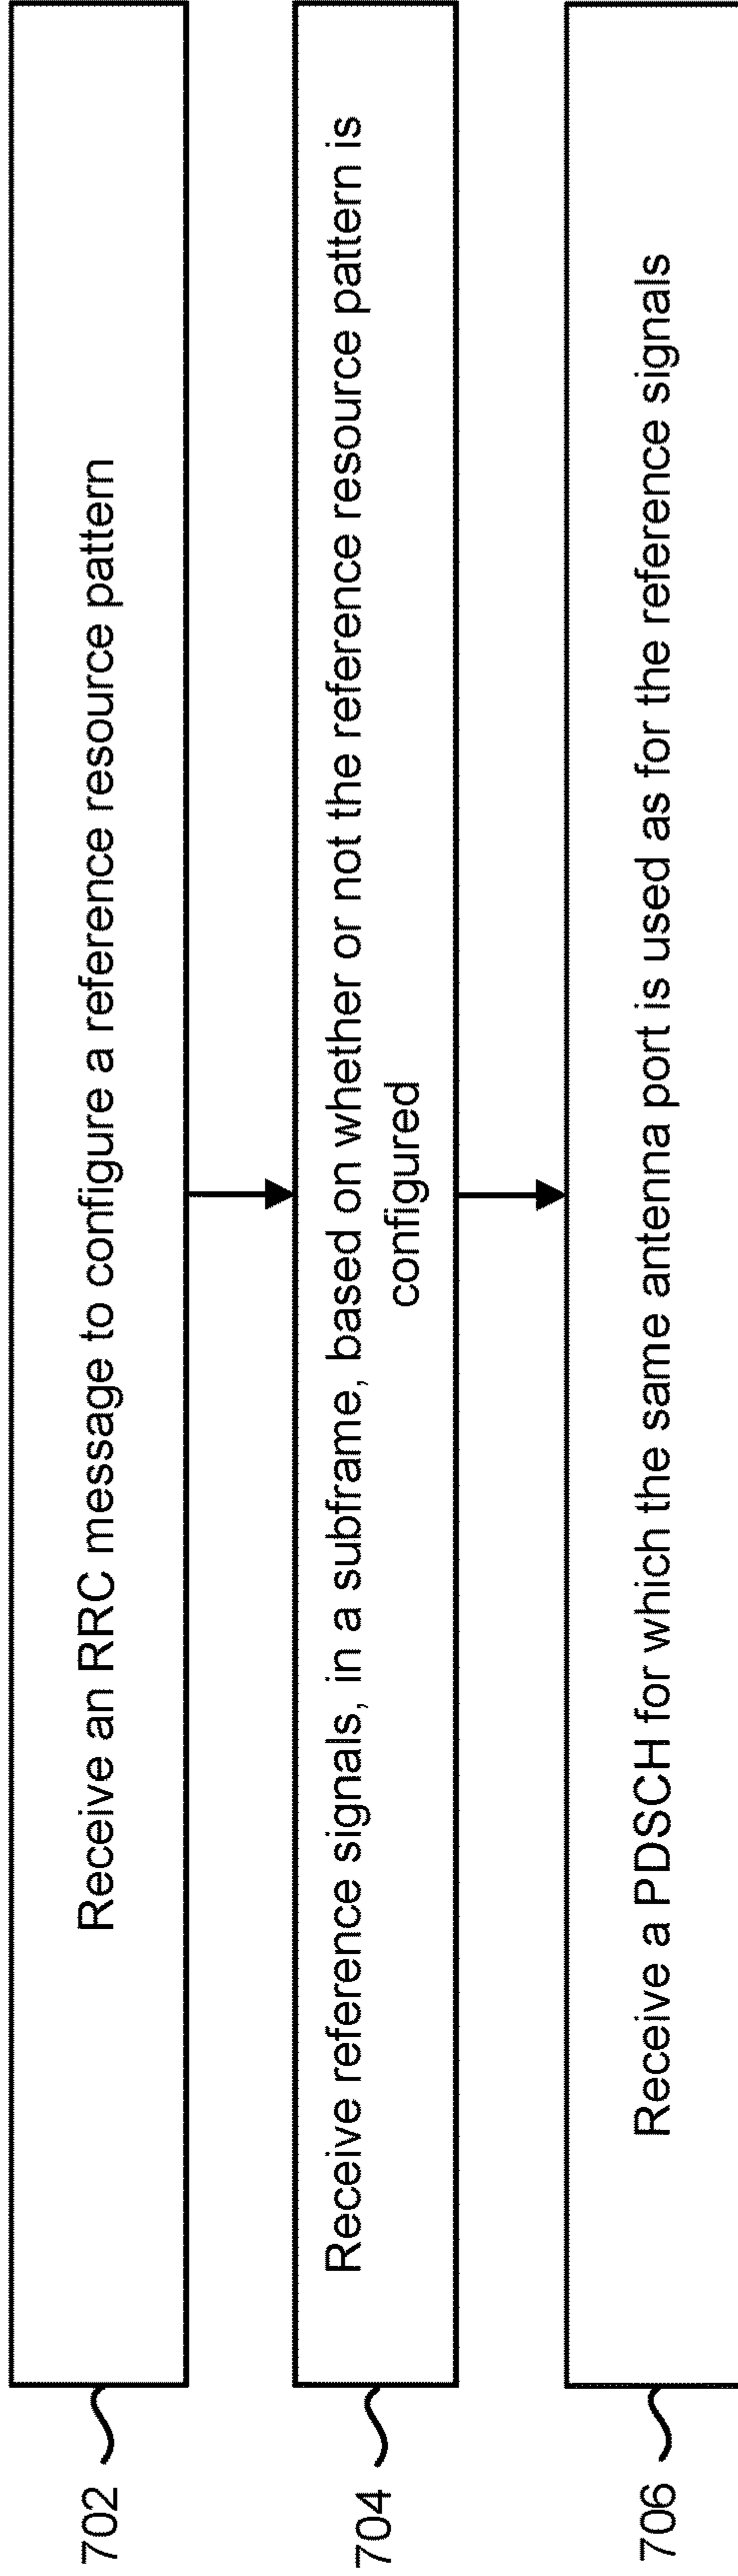 702
Receive an RRC message to configure a reference resource pattern
704
Receive reference signals, in a subframe, based on whether or not the reference resource pattern is
configured
706
Receive a PDSCH for which the same antenna port is used as for the reference signals